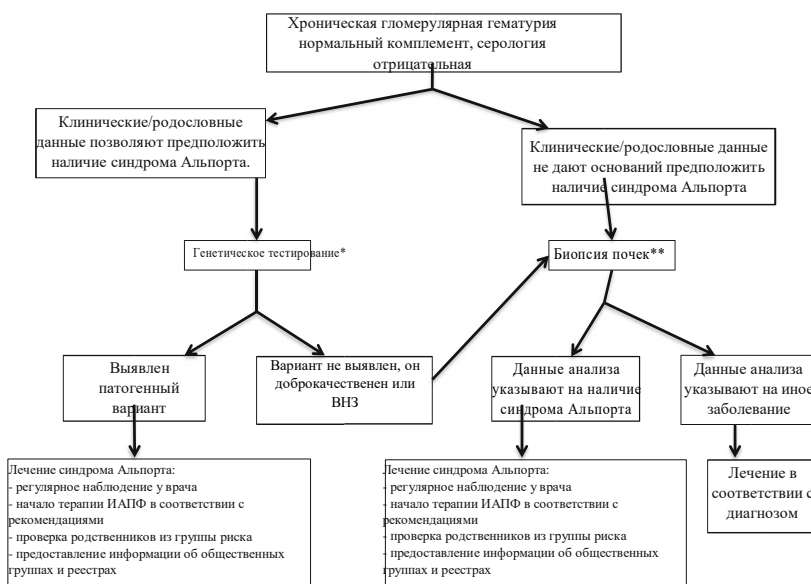 Хроническая гломерулярная гематурия
нормальный комплемент, серология
отрицательная
Клинические/родословные
данные позволяют предположить
наличие синдрома Альпорта.
Клинические/родословные данные
не дают оснований предположить
наличие синдрома Альпорта
Генетическое тестирование*
Биопсия почек**
Выявлен
патогенный
вариант
Вариант не выявлен, он
доброкачественен или
ВНЗ
Данные анализа
указывают на наличие
синдрома Альпорта
Данные анализа
указывают на иное
заболевание
Лечение синдрома Альпорта:
- регулярное наблюдение у врача
- начало терапии ИАПФ в соответствии с
рекомендациями
- проверка родственников из группы риска
- предоставление информации об общественных
группах и реестрах
Лечение синдрома Альпорта:
- регулярное наблюдение у врача
- начало терапии ИАПФ в соответствии с
рекомендациями
- проверка родственников из группы риска
- предоставление информации об общественных
группах и реестрах
Лечение в
соответствии с
диагнозом